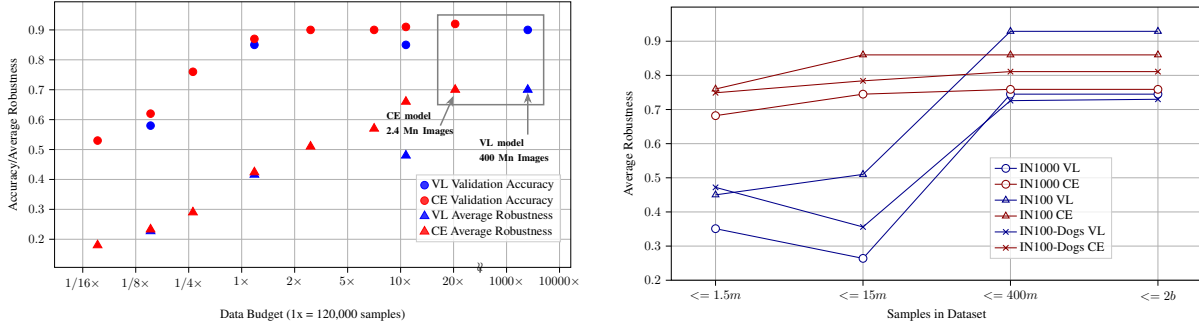 0.9
0.8
0.7
0.6
0.5
0.4
0.3
0.2
Accuracy/Average Robustness
CE model
2.4 Mn Images
VL model
400 Mn Images
VL Validation Accuracy
CE Validation Accuracy
VL Average Robustness
CE Average Robustness
1/16× 1/8× 1/4× 1× 2× 5× 10× 20× 1000× 10000×
Data Budget (1x = 120,000 samples)
0.9
0.8
0.7
0.6
0.5
0.4
0.3
0.2
Average Robustness
IN1000 VL
IN1000 CE
IN100 VL
IN100 CE
IN100-Dogs VL
IN100-Dogs CE
<= 1.5m <= 15m <= 400m <= 2b
Samples in Dataset